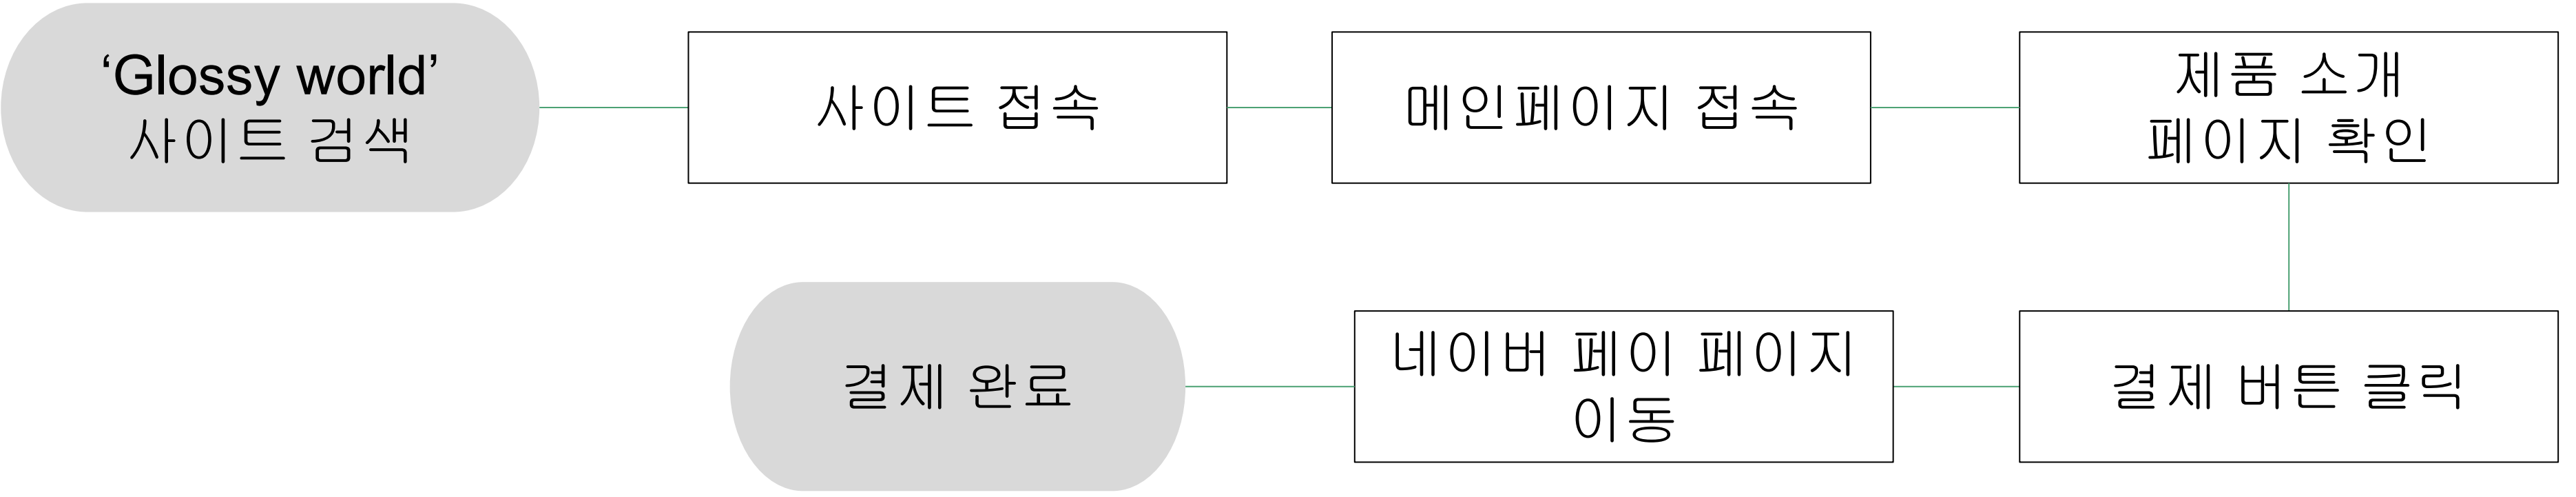 ‘Glossy world’
사이트 검색
사이트 접속
메인페이지 접속
제품 소개
페이지 확인
결제 버튼 클릭
네이버 페이 페이지
이동
결제 완료